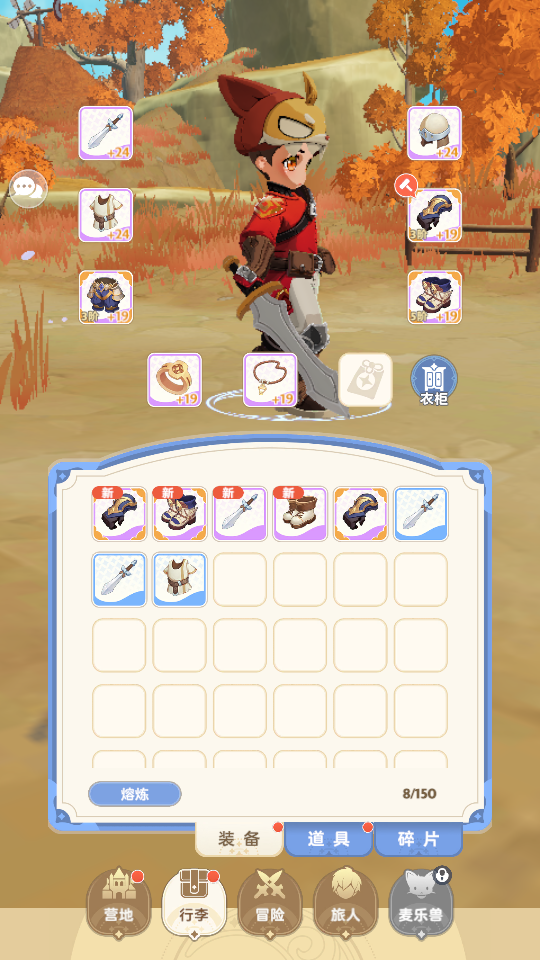 +24
+24
+24
3阶 +19
3阶 +19
5阶 +19
+19
+19
衣柜
新
新
新
新
熔炼
8/150
装备
道具
碎片
营地
行李
冒险
旅人
麦乐兽